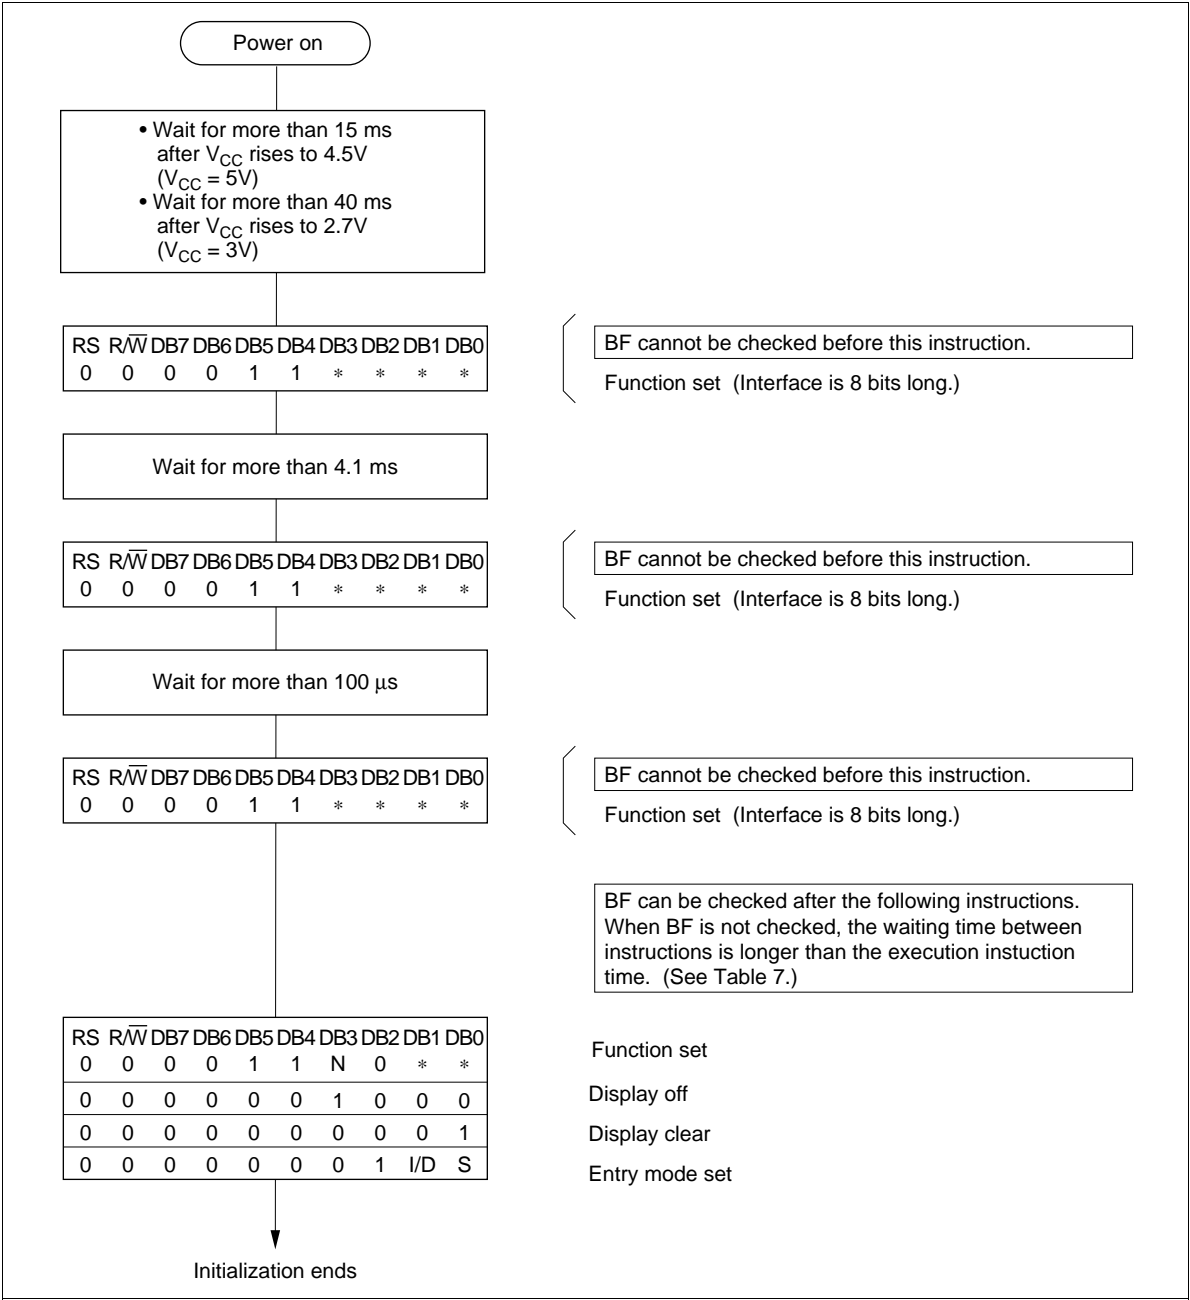 Power on
• Wait for more than 15 ms
after VCC rises to 4.5V
(VCC = 5V)
• Wait for more than 40 ms
after VCC rises to 2.7V
(VCC = 3V)
RS R/W̅ DB7 DB6 DB5 DB4 DB3 DB2 DB1 DB0
0 0 0 0 1 1 * * * *
BF cannot be checked before this instruction.
Function set (Interface is 8 bits long.)
Wait for more than 4.1 ms
RS R/W̅ DB7 DB6 DB5 DB4 DB3 DB2 DB1 DB0
0 0 0 0 1 1 * * * *
BF cannot be checked before this instruction.
Function set (Interface is 8 bits long.)
Wait for more than 100 μs
RS R/W̅ DB7 DB6 DB5 DB4 DB3 DB2 DB1 DB0
0 0 0 0 1 1 * * * *
BF cannot be checked before this instruction.
Function set (Interface is 8 bits long.)
BF can be checked after the following instructions.
When BF is not checked, the waiting time between
instructions is longer than the execution instuction
time. (See Table 7.)
RS R/W̅ DB7 DB6 DB5 DB4 DB3 DB2 DB1 DB0
0 0 0 0 1 1 N 0 * *
Function set
0 0 0 0 0 0 1 0 0 0
Display off
0 0 0 0 0 0 0 0 0 1
Display clear
0 0 0 0 0 0 0 1 I/D S
Entry mode set
Initialization ends